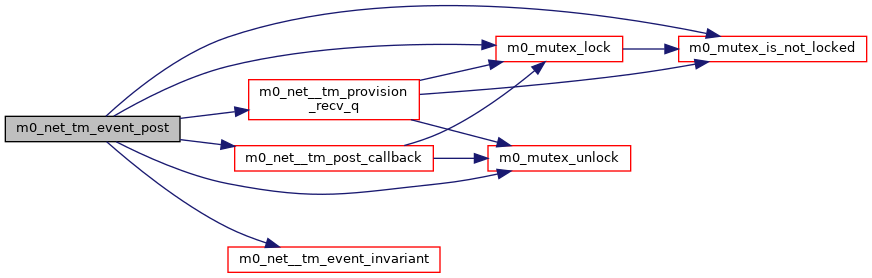 m0_net_tm_event_post
m0_net__tm_provision
_recv_q
m0_net__tm_post_callback
m0_net__tm_event_invariant
m0_mutex_lock
m0_mutex_unlock
m0_mutex_is_not_locked